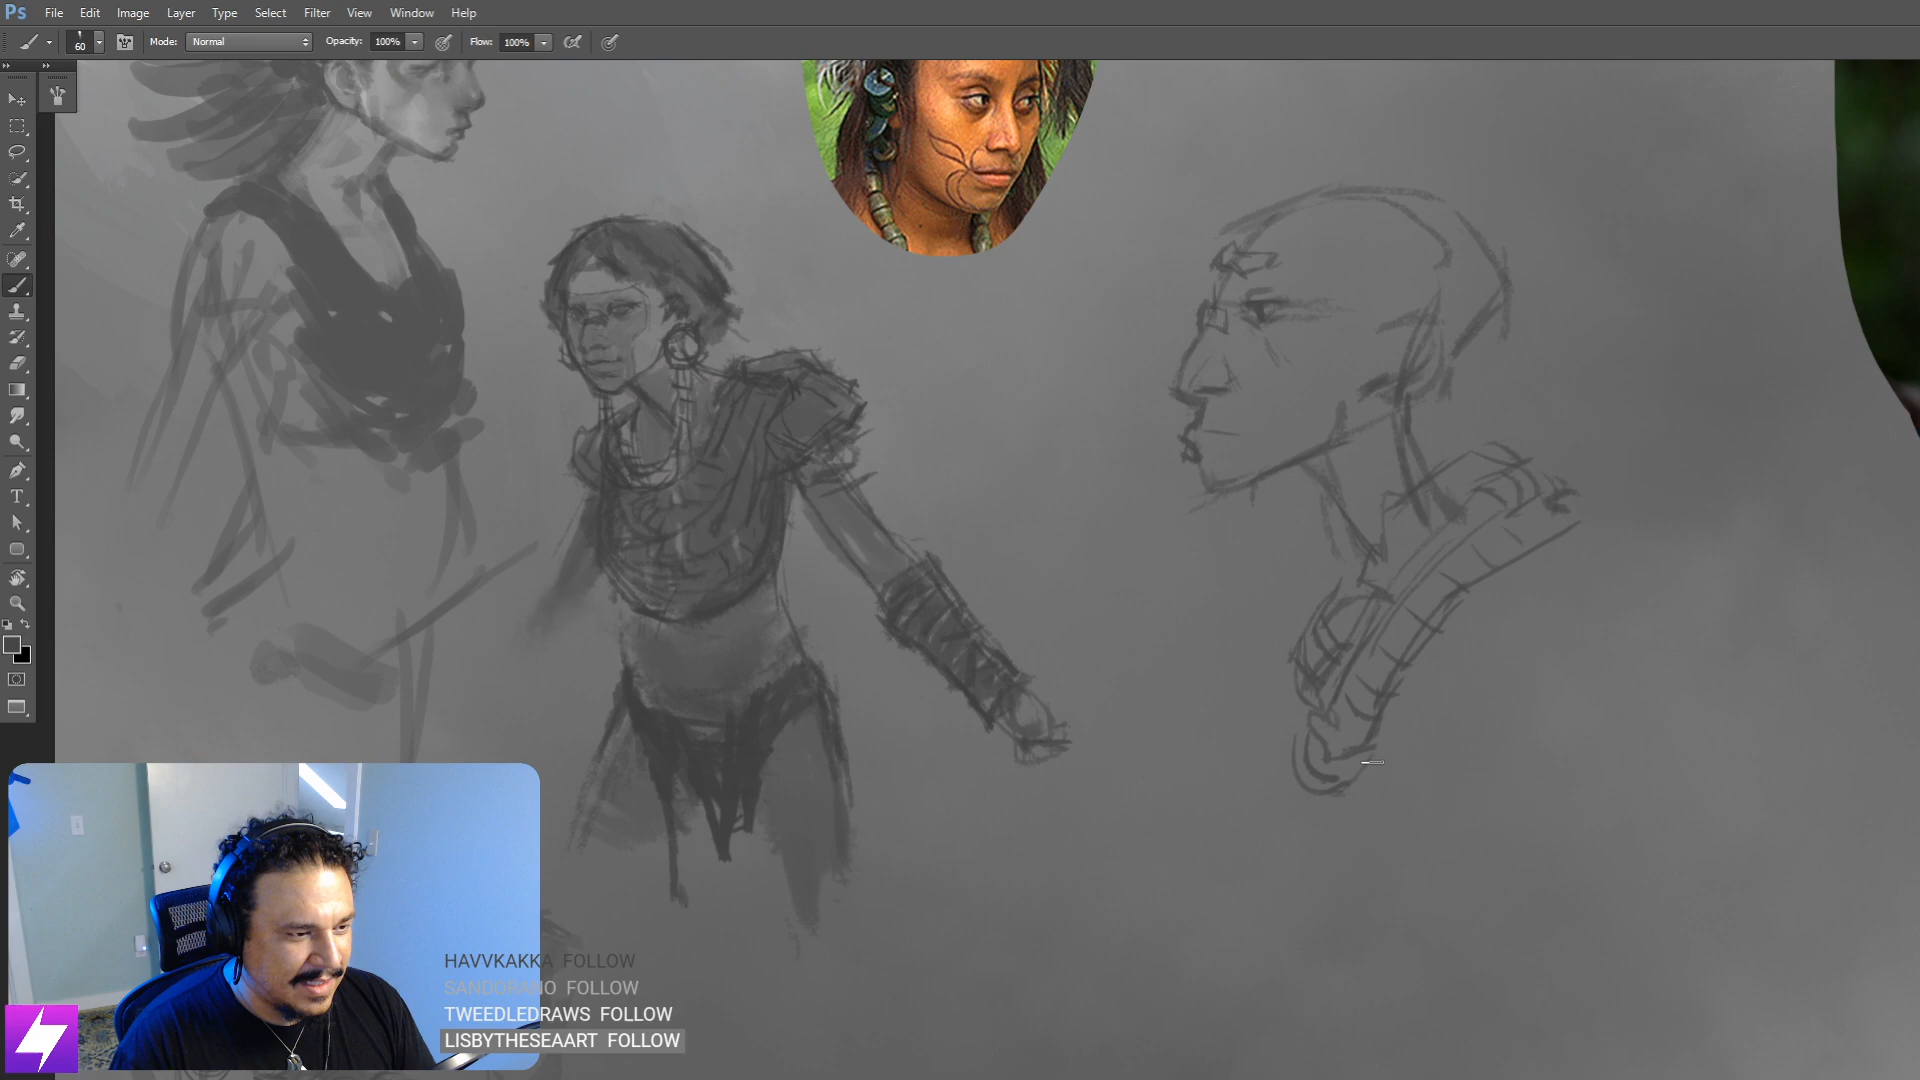 Ps File Edit Image Layer Type Select Filter View Window Help
60 Mode: Normal Opacity: 100% Flow: 100%
T
HAVVKAKKA FOLLOW
SANDORANO FOLLOW
TWEEDLEDRAWS FOLLOW
LISBYTHESEAART FOLLOW